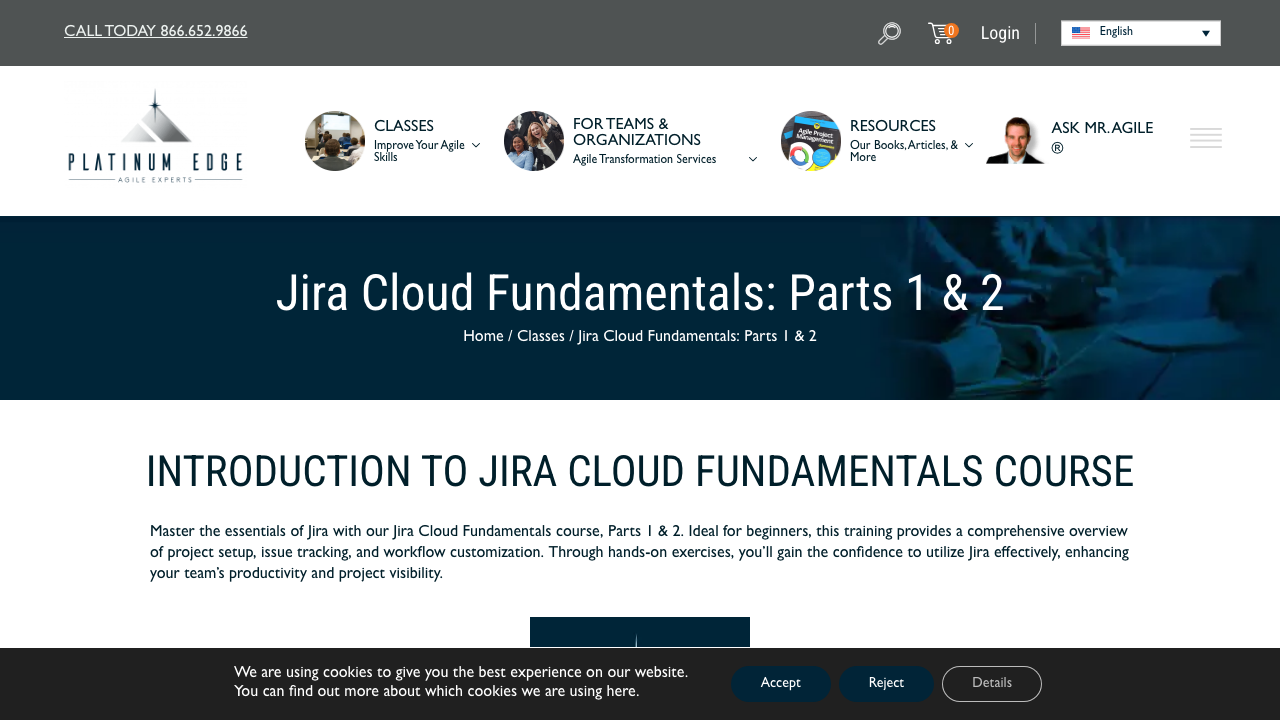 CALL TODAY 866.652.9866
0
Login
English
PLATINUM EDGE
AGILE EXPERTS
CLASSES
Improve Your Agile
Skills
FOR TEAMS &
ORGANIZATIONS
Agile Transformation Services
Agile Project
Management
RESOURCES
Our Books, Articles, &
More
ASK MR. AGILE
®
Jira Cloud Fundamentals: Parts 1 & 2
Home / Classes / Jira Cloud Fundamentals: Parts 1 & 2
INTRODUCTION TO JIRA CLOUD FUNDAMENTALS COURSE
Master the essentials of Jira with our Jira Cloud Fundamentals course, Parts 1 & 2. Ideal for beginners, this training provides a comprehensive overview
of project setup, issue tracking, and workflow customization. Through hands-on exercises, you’ll gain the confidence to utilize Jira effectively, enhancing
your team’s productivity and project visibility.
We are using cookies to give you the best experience on our website.
You can find out more about which cookies we are using here.
Accept
Reject
Details